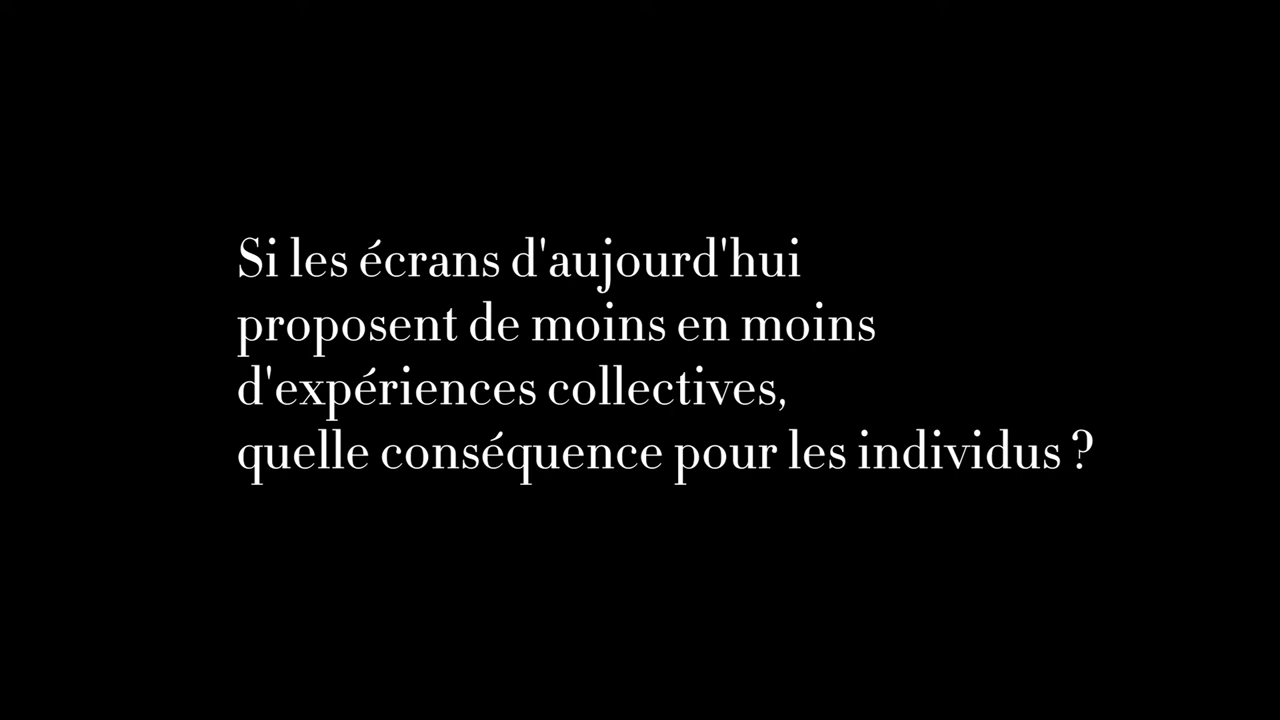 Si les écrans d'aujourd'hui
proposent de moins en moins
d'expériences collectives,
quelle conséquence pour les individus ?